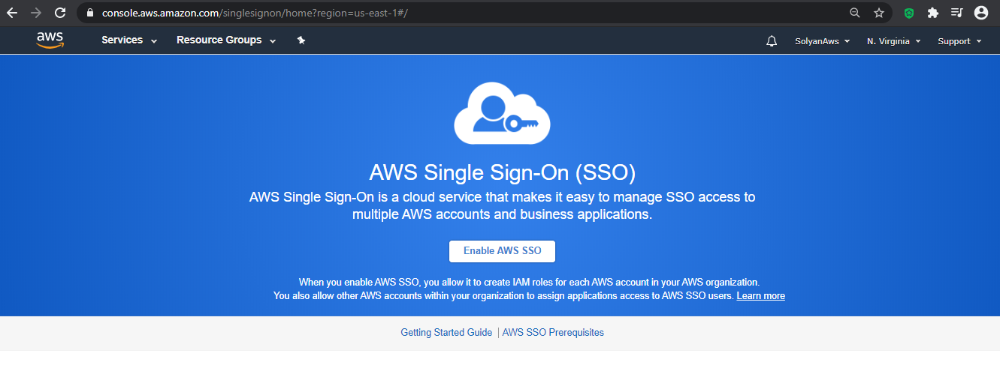 console.aws.amazon.com/singlesignon/home?region=us-east-1#/
aws Services Resource Groups SolyanAws N. Virginia Support
AWS Single Sign-On (SSO)
AWS Single Sign-On is a cloud service that makes it easy to manage SSO access to
multiple AWS accounts and business applications.
Enable AWS SSO
When you enable AWS SSO, you allow it to create IAM roles for each AWS account in your AWS organization.
You also allow other AWS accounts within your organization to assign applications access to AWS SSO users. Learn more
Getting Started Guide | AWS SSO Prerequisites